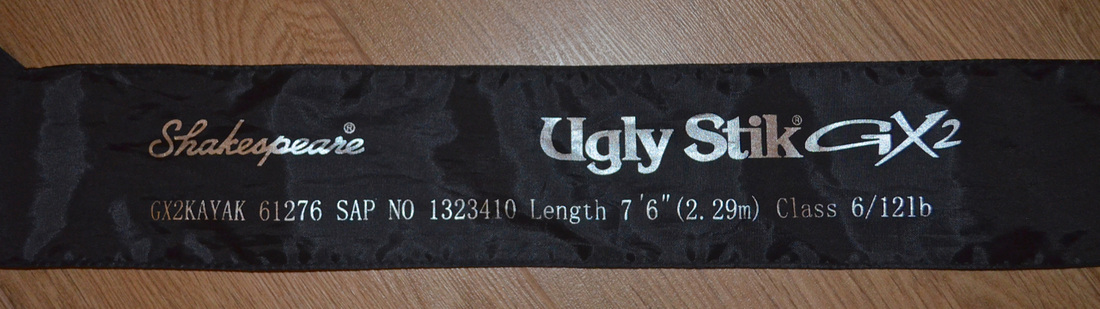 Shakespeare® Ugly Stik® GX2
GX2KAYAK 61276 SAP NO 1323410 Length 7'6"(2.29m) Class 6/12lb